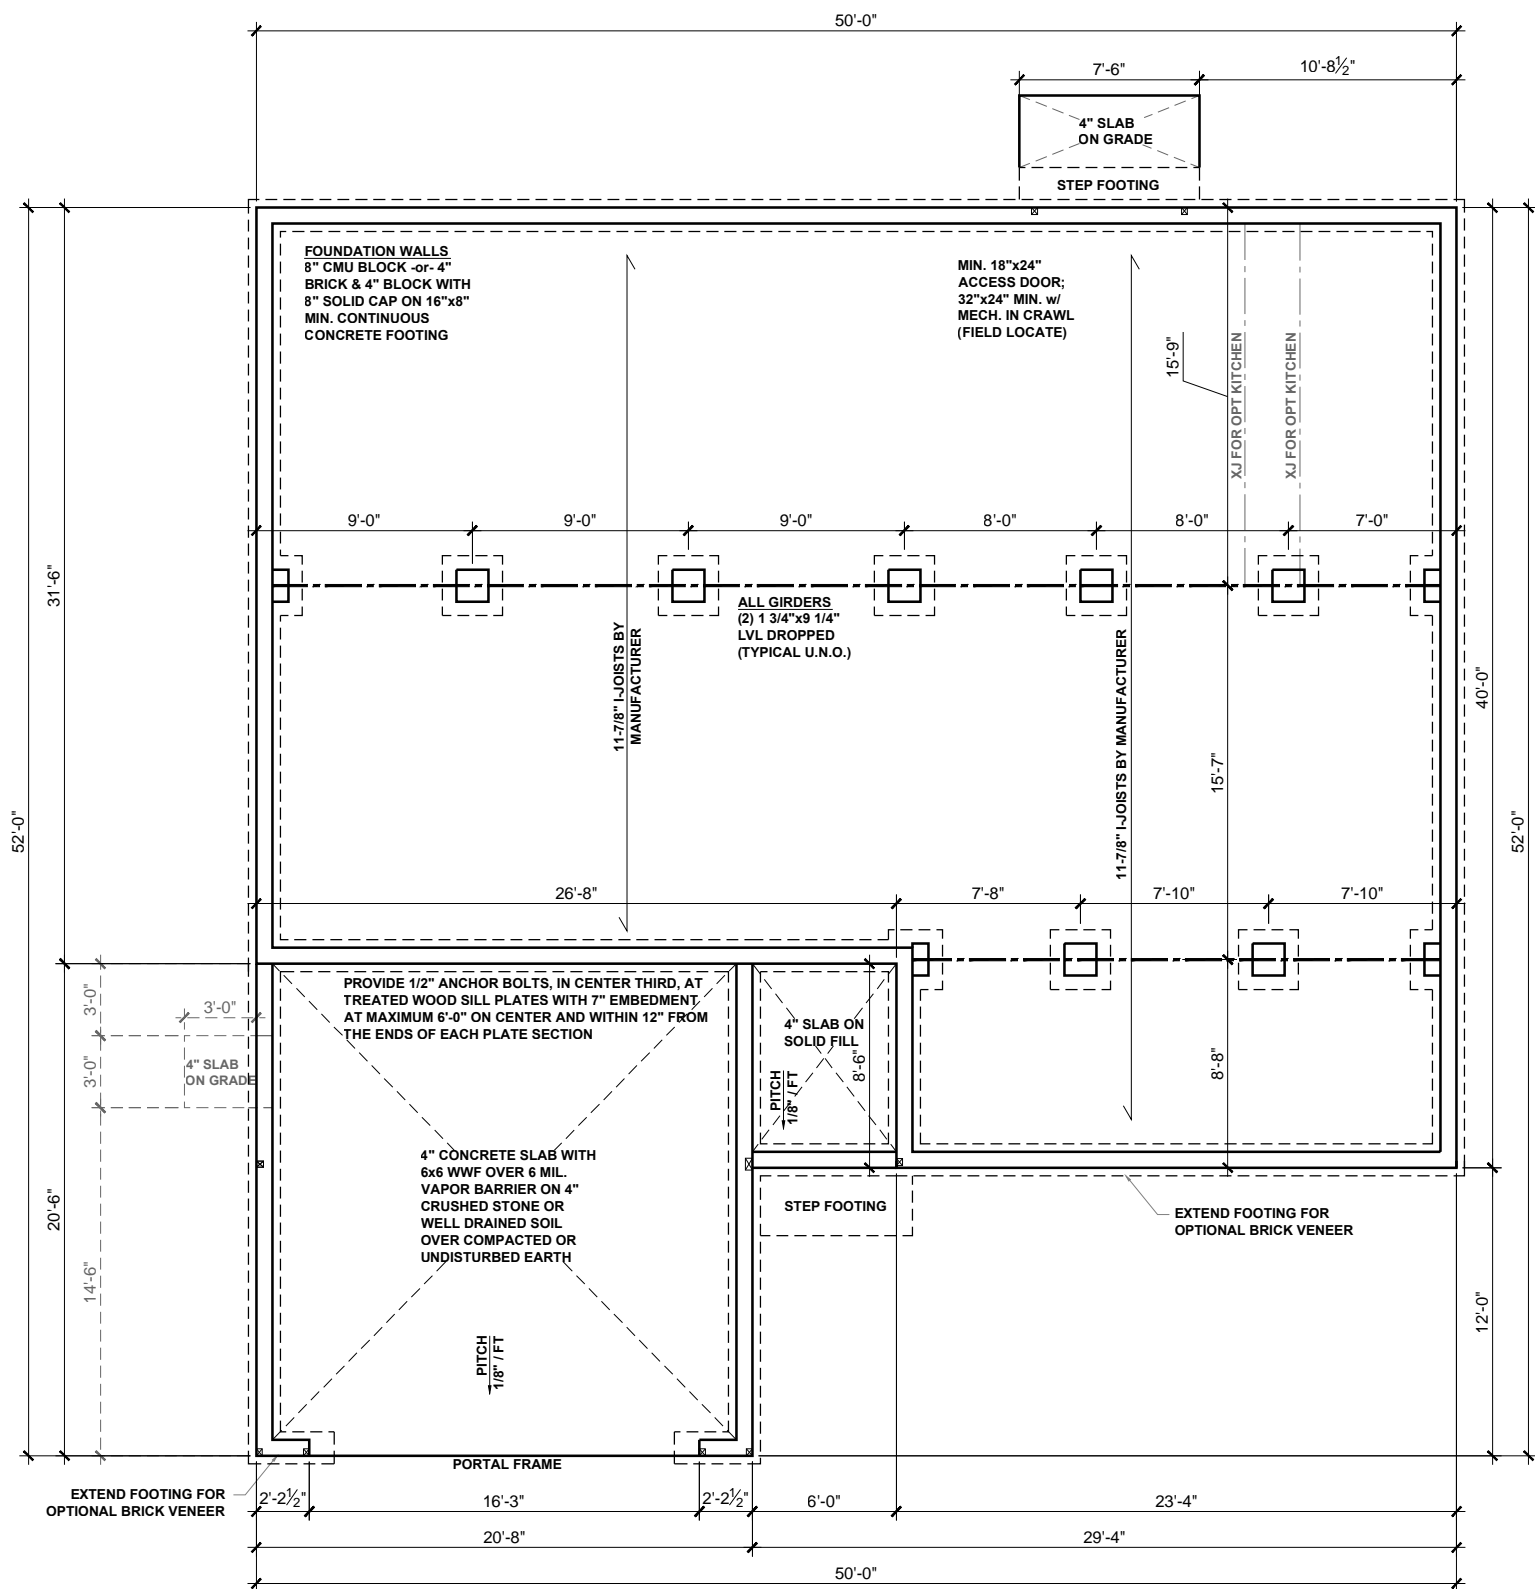 50'-0"
7'-6"
10'-8½"
4" SLAB
ON GRADE
STEP FOOTING
FOUNDATION WALLS
8" CMU BLOCK -or- 4"
BRICK & 4" BLOCK WITH
8" SOLID CAP ON 16"x8"
MIN. CONTINUOUS
CONCRETE FOOTING
MIN. 18"x24"
ACCESS DOOR;
32"x24" MIN. w/
MECH. IN CRAWL
(FIELD LOCATE)
15'-9"
XJ FOR OPT KITCHEN
XJ FOR OPT KITCHEN
9'-0"
9'-0"
9'-0"
8'-0"
8'-0"
7'-0"
31'-6"
ALL GIRDERS
(2) 1 3/4"x9 1/4"
LVL DROPPED
(TYPICAL U.N.O.)
11-7/8" I-JOISTS BY
MANUFACTURER
11-7/8" I-JOISTS BY MANUFACTURER
40'-0"
15'-7"
52'-0"
52'-0"
26'-8"
7'-8"
7'-10"
7'-10"
PROVIDE 1/2" ANCHOR BOLTS, IN CENTER THIRD, AT
TREATED WOOD SILL PLATES WITH 7" EMBEDMENT
AT MAXIMUM 6'-0" ON CENTER AND WITHIN 12" FROM
THE ENDS OF EACH PLATE SECTION
3'-0"
3'-0"
3'-0"
4" SLAB
ON GRADE
4" SLAB ON
SOLID FILL
8'-6"
PITCH
1/8" / FT
8'-8"
4" CONCRETE SLAB WITH
6x6 WWF OVER 6 MIL.
VAPOR BARRIER ON 4"
CRUSHED STONE OR
WELL DRAINED SOIL
OVER COMPACTED OR
UNDISTURBED EARTH
STEP FOOTING
EXTEND FOOTING FOR
OPTIONAL BRICK VENEER
20'-6"
14'-6"
12'-0"
PITCH
1/8" / FT
PORTAL FRAME
EXTEND FOOTING FOR
OPTIONAL BRICK VENEER
2'-2½"
16'-3"
2'-2½"
6'-0"
23'-4"
20'-8"
29'-4"
50'-0"